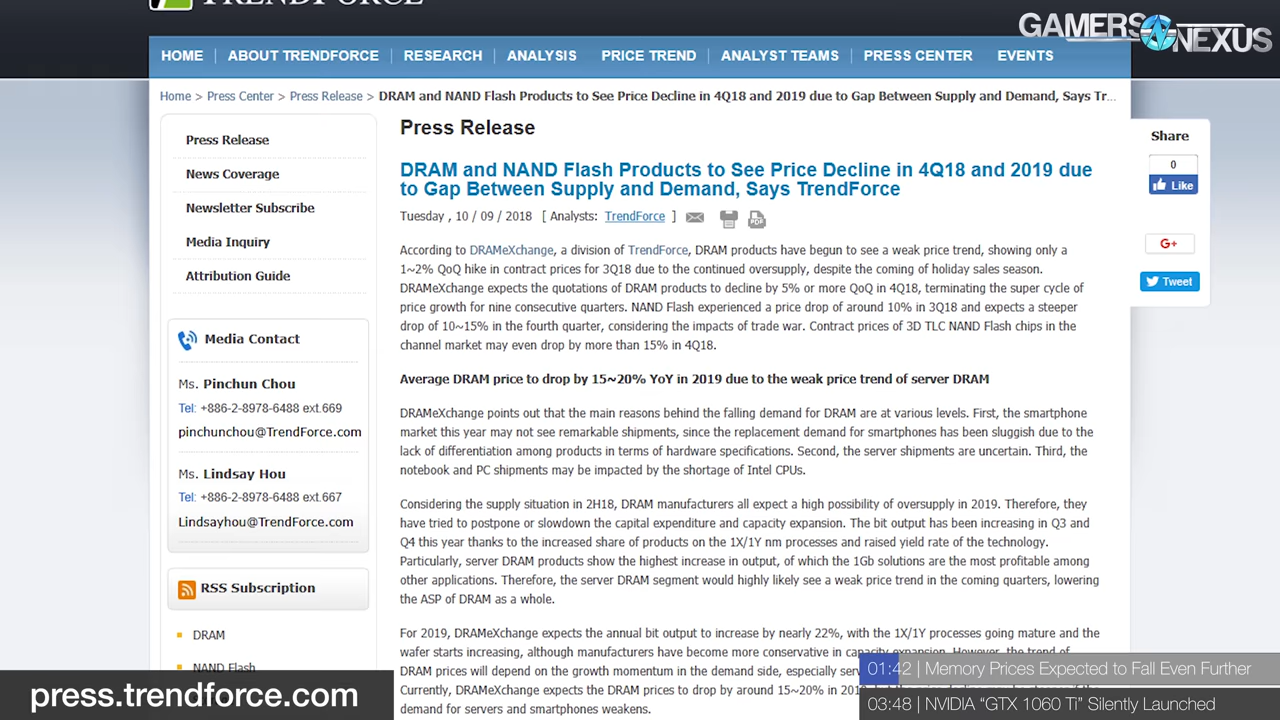 TRENDFORCE
GAMERS NEXUS
HOME | ABOUT TRENDFORCE | RESEARCH | ANALYSIS | PRICE TREND | ANALYST TEAMS | PRESS CENTER | EVENTS
Home > Press Center > Press Release > DRAM and NAND Flash Products to See Price Decline in 4Q18 and 2019 due to Gap Between Supply and Demand, Says Tr...
Press Release
News Coverage
Newsletter Subscribe
Media Inquiry
Attribution Guide
Media Contact
Ms. Pinchun Chou
Tel: +886-2-8978-6488 ext.669
pinchunchou@TrendForce.com
Ms. Lindsay Hou
Tel: +886-2-8978-6488 ext.667
Lindsayhou@TrendForce.com
RSS Subscription
DRAM
NAND Flash
Press Release
DRAM and NAND Flash Products to See Price Decline in 4Q18 and 2019 due
to Gap Between Supply and Demand, Says TrendForce
Tuesday , 10 / 09 / 2018 [ Analysts: TrendForce ]
PDF
According to DRAMeXchange, a division of TrendForce, DRAM products have begun to see a weak price trend, showing only a
1~2% QoQ hike in contract prices for 3Q18 due to the continued oversupply, despite the coming of holiday sales season.
DRAMeXchange expects the quotations of DRAM products to decline by 5% or more QoQ in 4Q18, terminating the super cycle of
price growth for nine consecutive quarters. NAND Flash experienced a price drop of around 10% in 3Q18 and expects a steeper
drop of 10~15% in the fourth quarter, considering the impacts of trade war. Contract prices of 3D TLC NAND Flash chips in the
channel market may even drop by more than 15% in 4Q18.
Average DRAM price to drop by 15~20% YoY in 2019 due to the weak price trend of server DRAM
DRAMeXchange points out that the main reasons behind the falling demand for DRAM are at various levels. First, the smartphone
market this year may not see remarkable shipments, since the replacement demand for smartphones has been sluggish due to the
lack of differentiation among products in terms of hardware specifications. Second, the server shipments are uncertain. Third, the
notebook and PC shipments may be impacted by the shortage of Intel CPUs.
Considering the supply situation in 2H18, DRAM manufacturers all expect a high possibility of oversupply in 2019. Therefore, they
have tried to postpone or slowdown the capital expenditure and capacity expansion. The bit output has been increasing in Q3 and
Q4 this year thanks to the increased share of products on the 1X/1Y nm processes and raised yield rate of the technology.
Particularly, server DRAM products show the highest increase in output, of which the 1Gb solutions are the most profitable among
other applications. Therefore, the server DRAM segment would highly likely see a weak price trend in the coming quarters, lowering
the ASP of DRAM as a whole.
For 2019, DRAMeXchange expects the annual bit output to increase by nearly 22%, with the 1X/1Y processes going mature and the
wafer starts increasing, although manufacturers have become more conservative in capacity expansion. However, the trend of
DRAM prices will depend on the growth momentum in the demand side, especially
Currently, DRAMeXchange expects the DRAM prices to drop by around 15~20% in
demand for servers and smartphones weakens.
Share
0
Like
G+
Tweet
press.trendforce.com
01:42 | Memory Prices Expected to Fall Even Further
03:48 | NVIDIA “GTX 1060 Ti” Silently Launched